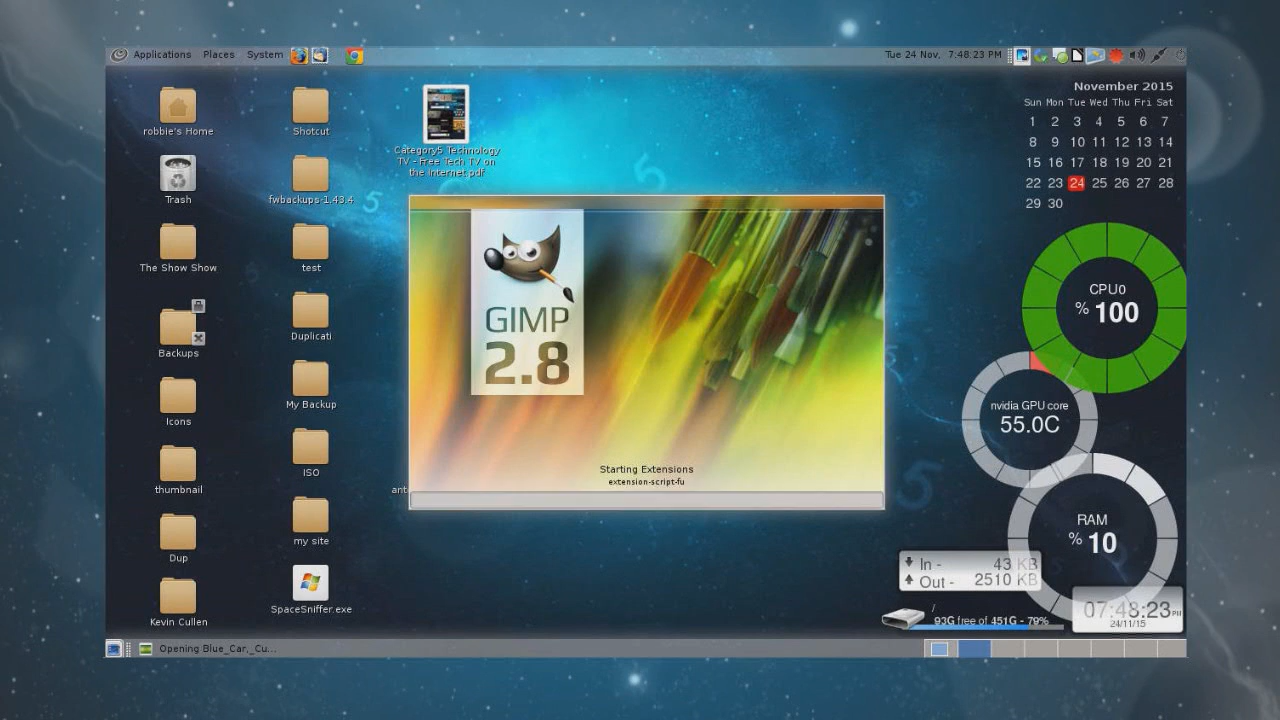 Applications Places System
Tue 24 Nov, 7:48:23 PM
robbie's Home
Trash
The Show Show
Backups
Icons
thumbnail
Dup
Kevin Cullen
Shotcut
fwbackups-1.43.4
test
Duplicati
My Backup
ISO
my site
SpaceSniffer.exe
Category5 Technology
TV - Free Tech TV on
the Internet.pdf
ant
GIMP
2.8
Starting Extensions
extension-script-fu
November 2015
Sun Mon Tue Wed Thu Fri Sat
1 2 3 4 5 6 7
8 9 10 11 12 13 14
15 16 17 18 19 20 21
22 23 24 25 26 27 28
29 30
CPU0
% 100
nvidia GPU core
55.0C
RAM
% 10
In - 43 KB
Out - 2510 KB
/
93G free of 451G - 79%
07:48:23 PM
24/11/15
Opening Blue_Car,_Cu...